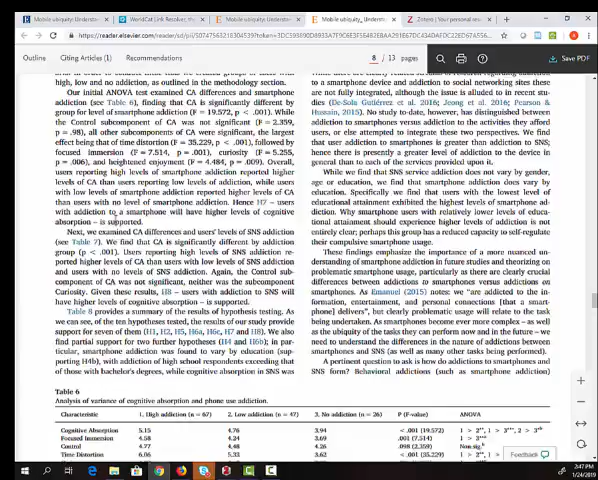 Mobile ubiquity_
WorldCat Link Resolver, the
Mobile ubiquity_ Underst
Mobile ubiquity_ Underst
Zotero | Your personal res
Outline
Citing Articles (1)
Recommendations
8 / 13 pages
Save PDF
high, low and no addiction, as outlined in the methodology section.
Our initial ANOVA test examined CA differences and smartphone
addiction (see Table 6), finding that CA is significantly different by
group for level of smartphone addiction (F = 19.572, p < .001). While
the Control subcomponent of CA was not significant (F = 2.359,
p = .98), all other subcomponents of CA were significant, the largest
effect being that of time distortion (F = 35.229, p < .001), followed by
focused immersion (F = 7.514, p = .001), curiosity (F = 5.255,
p = .006), and heightened enjoyment (F = 4.484, p = .009). Overall,
users reporting high levels of smartphone addiction reported higher
levels of CA than users reporting low levels of addiction, while users
with low levels of smartphone addiction reported higher levels of CA
than users with no level of smartphone addiction. Hence H7 – users
with addiction to a smartphone will have higher levels of cognitive
absorption – is supported.
Next, we examined CA differences and users' levels of SNS addiction
(see Table 7). We find that CA is significantly different by addiction
group (p < .001). Users reporting high levels of SNS addiction re-
ported higher levels of CA than users with low levels of SNS addiction
and users with no levels of SNS addiction. Again, the Control sub-
component of CA was not significant, neither was the subcomponent
Curiosity. Given these results, H8 – users with addiction to SNS will
have higher levels of cognitive absorption – is supported.
Table 8 provides a summary of the results of hypothesis testing. As
we can see, of the ten hypotheses tested, the results of our study provide
support for seven of them (H1, H2, H5, H6a, H6c, H7 and H8). We also
find partial support for two further hypotheses (H4 and H6b); in par-
ticular, smartphone addiction was found to vary by education (sup-
porting H4b), with addiction of high school respondents exceeding that
of those with bachelor's degrees, while cognitive absorption in SNS was
to a smartphone device and addiction to social networking sites these
are not fully integrated, although the issue is alluded to in recent stu-
dies (De-Sola Gutiérrez et al. 2016; Jeong et al. 2016; Pearson &
Hussain, 2015). No study to-date, however, has distinguished between
addiction to smartphones versus addiction to the activities they afford
users, or else attempted to integrate these two perspectives. We find
that user addiction to smartphones is greater than addiction to SNS;
hence there is presently a greater level of addiction to the device in
general than to each of the services provided upon it.
While we find that SNS service addiction does not vary by gender,
age or education, we find that smartphone addiction does vary by
education. Specifically we find that users with the lowest level of
educational attainment exhibited the highest levels of smartphone ad-
diction. Why smartphone users with relatively lower levels of educa-
tional attainment should experience higher levels of addiction is not
entirely clear; perhaps this group has a reduced capacity to self-regulate
their compulsive smartphone usage.
These findings emphasize the importance of a more nuanced un-
derstanding of smartphone addiction in future studies and theorizing on
problematic smartphone usage, particularly as there are clearly crucial
differences between addictions to smartphones versus addictions on
smartphones. As Emanuel (2015) notes: we "are addicted to the in-
formation, entertainment, and personal connections [that a smart-
phone] delivers", but clearly problematic usage will relate to the task
being undertaken. As smartphones become ever more complex – as well
as the ubiquity of the tasks they can perform now and in the future – we
need to understand the differences in the nature of addictions between
smartphones and SNS (as well as many other tasks being performed).
A pertinent question to ask is how do addictions to smartphones and
SNS form? Behavioral addictions (such as smartphone addiction)
Table 6
Analysis of variance of cognitive absorption and phone use addiction.
Characteristic 1. High addiction (n = 67) 2. Low addiction (n = 47) 3. No addiction (n = 26) P (F-value) ANOVA
Cognitive Absorption 5.15 4.76 3.94 < .001 (19.572)
Focused Immersion 4.58 4.24 3.69 .001 (7.514)
Control 4.77 4.48 4.26 .098 (2.359) Non sig.
Time Distortion 6.06 5.33 3.62 < .001 (35.229)
Feedback
2:47 PM
1/24/2019